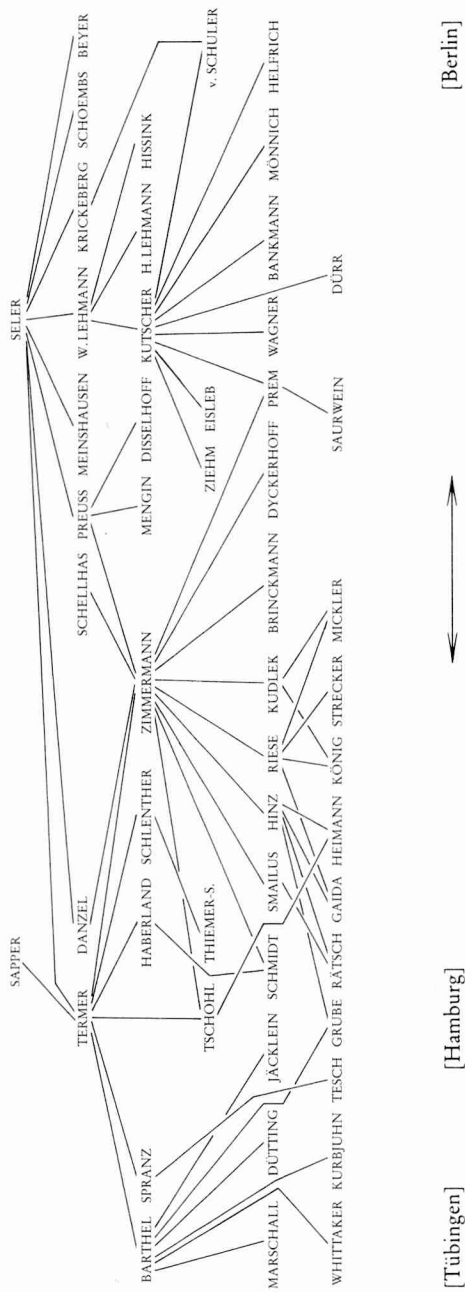 SAPPER SELER
TERMER DANZEL SCHELLHAS PREUSS MEINSHAUSEN W. LEHMANN KRICKEBERG SCHOEMBS BEYER
BARTHEL SPRANZ HABERLAND SCHLENTHER ZIMMERMANN MENGIN DISSELHOFF KUTSCHER H. LEHMANN HISSINK
TSCHOHL THIEMER-S. ZIEHM EISLEB v. SCHULER
MARSCHALL DÜTTING JÄCKLEIN SCHMIDT SMAILUS HINZ RIESE KUDLEK BRINCKMANN DYCKERHOFF PREM WAGNER BANKMANN MÖNNICH HELFRICH
WHITTAKER KURBJUHN TESCH GRUBE RÄTSCH GAIDA HEIMANN KÖNIG STRECKER MICKLER SAURWEIN DÜRR
[Tübingen] [Hamburg] [Berlin]